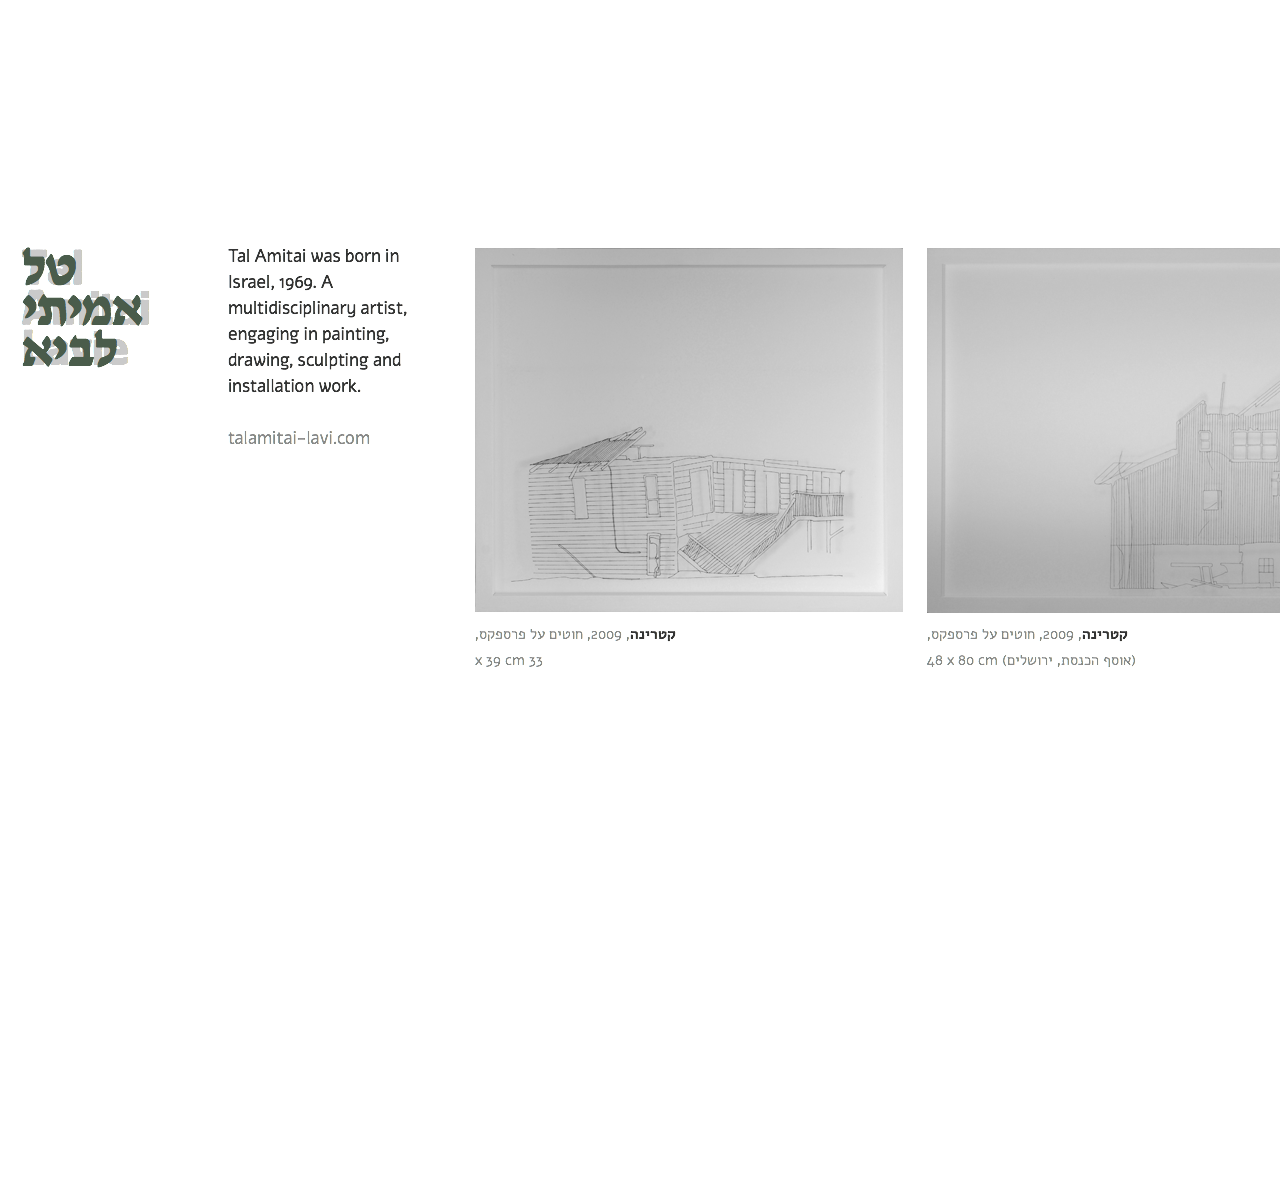 טל
אמיתי
לביא
Tal Amitai was born in
Israel, 1969. A
multidisciplinary artist,
engaging in painting,
drawing, sculpting and
installation work.
talamitai-lavi.com
קטרינה, 2009, חוטים על פרספקס,
33 x 39 cm
קטרינה, 2009, חוטים על פרספקס,
48 x 80 cm (אוסף הכנסת, ירושלים)